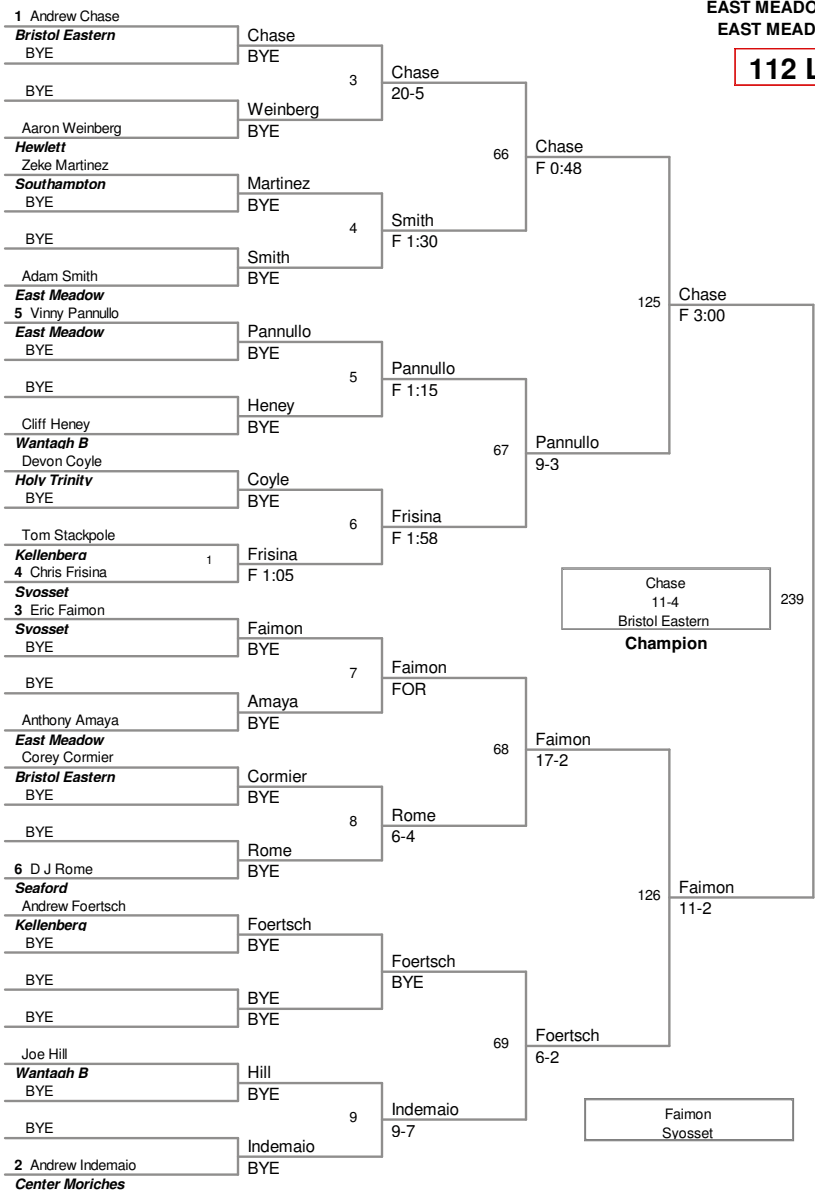 EAST MEADO
EAST MEAD
112 L
1 Andrew Chase
Bristol Eastern
BYE
BYE
Aaron Weinberg
Hewlett
Zeke Martinez
Southampton
BYE
BYE
Adam Smith
East Meadow
5 Vinny Pannullo
East Meadow
BYE
BYE
Cliff Heney
Wantagh B
Devon Coyle
Holy Trinity
BYE
Tom Stackpole
Kellenberg
4 Chris Frisina
Syosset
3 Eric Faimon
Syosset
BYE
BYE
Anthony Amaya
East Meadow
Corey Cormier
Bristol Eastern
BYE
BYE
6 D J Rome
Seaford
Andrew Foertsch
Kellenberg
BYE
BYE
BYE
Joe Hill
Wantagh B
BYE
BYE
2 Andrew Indemaio
Center Moriches
1
Chase
BYE
Weinberg
BYE
Martinez
BYE
Smith
BYE
Pannullo
BYE
Heney
BYE
Coyle
BYE
Frisina
F 1:05
Faimon
BYE
Amaya
BYE
Cormier
BYE
Rome
BYE
Foertsch
BYE
BYE
BYE
Hill
BYE
Indemaio
BYE
3
4
5
6
7
8
9
Chase
20-5
Smith
F 1:30
Pannullo
F 1:15
Frisina
F 1:58
Faimon
FOR
Rome
6-4
Foertsch
BYE
Indemaio
9-7
66
67
68
69
Chase
F 0:48
Pannullo
9-3
Faimon
17-2
Foertsch
6-2
125
126
Chase
F 3:00
Faimon
11-2
239
Chase
11-4
Bristol Eastern
Champion
Faimon
Syosset